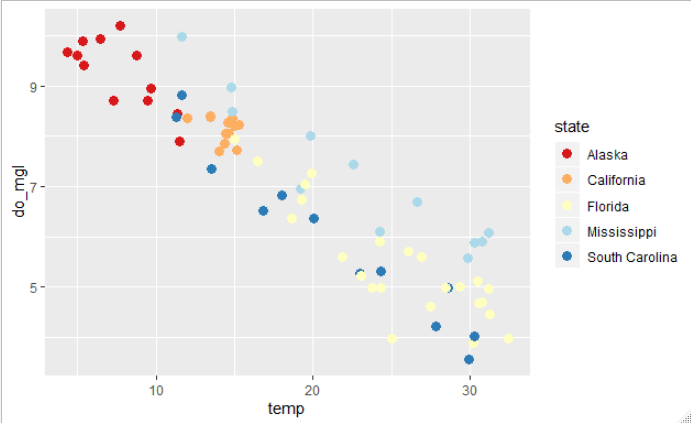 9
7
5
do_mgl
10
20
30
temp
state
Alaska
California
Florida
Mississippi
South Carolina